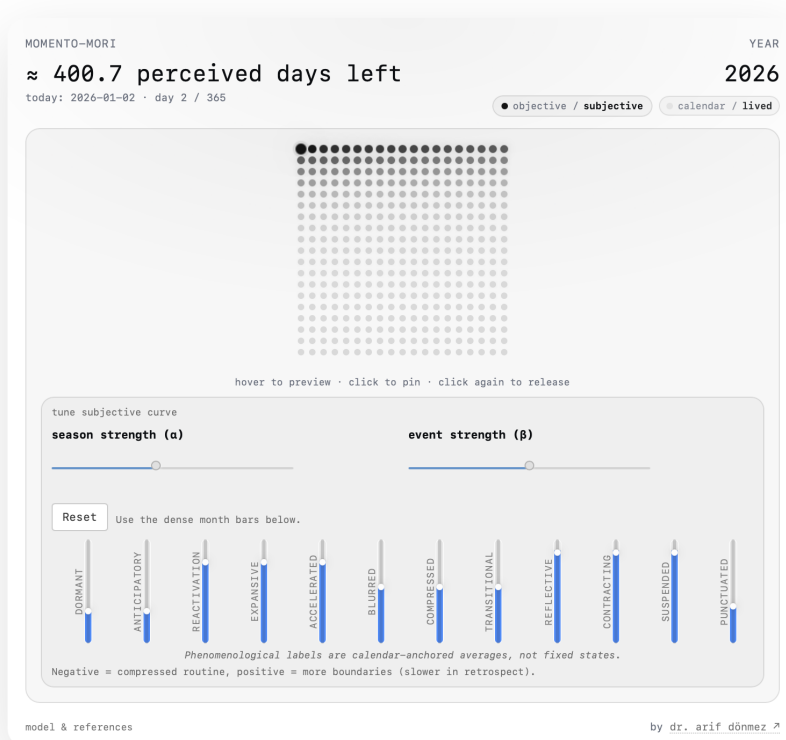 MOMENTO–MORI
YEAR
≈ 400.7 perceived days left
2026
today: 2026–01–02 · day 2 / 365
objective / subjective
calendar / lived
hover to preview · click to pin · click again to release
tune subjective curve
season strength (α)
event strength (β)
Reset
Use the dense month bars below.
DORMANT
ANTICIPATORY
REACTIVATION
EXPANSIVE
ACCELERATED
BLURRED
COMPRESSED
TRANSITIONAL
REFLECTIVE
CONTRACTING
SUSPENDED
PUNCTUATED
Phenomenological labels are calendar–anchored averages, not fixed states.
Negative = compressed routine, positive = more boundaries (slower in retrospect).
model & references
by dr. arif dönmez ↗